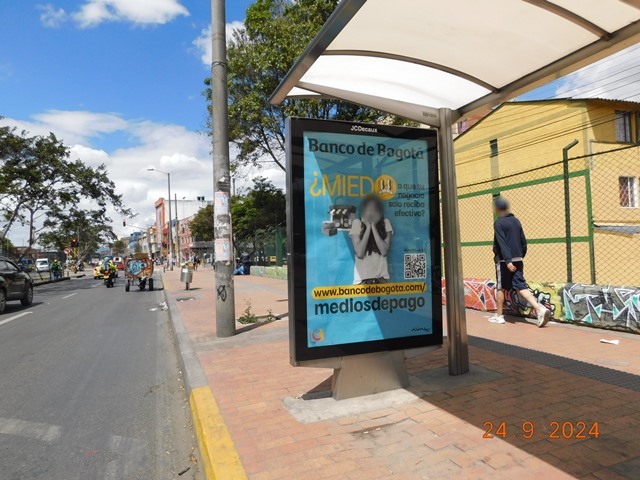 JCDecaux
Banco de Bogotá
¿MIEDO
a que tu
negocio
solo reciba
efectivo?
www.bancodebogota.com/
mediosdepago
24 9 2024